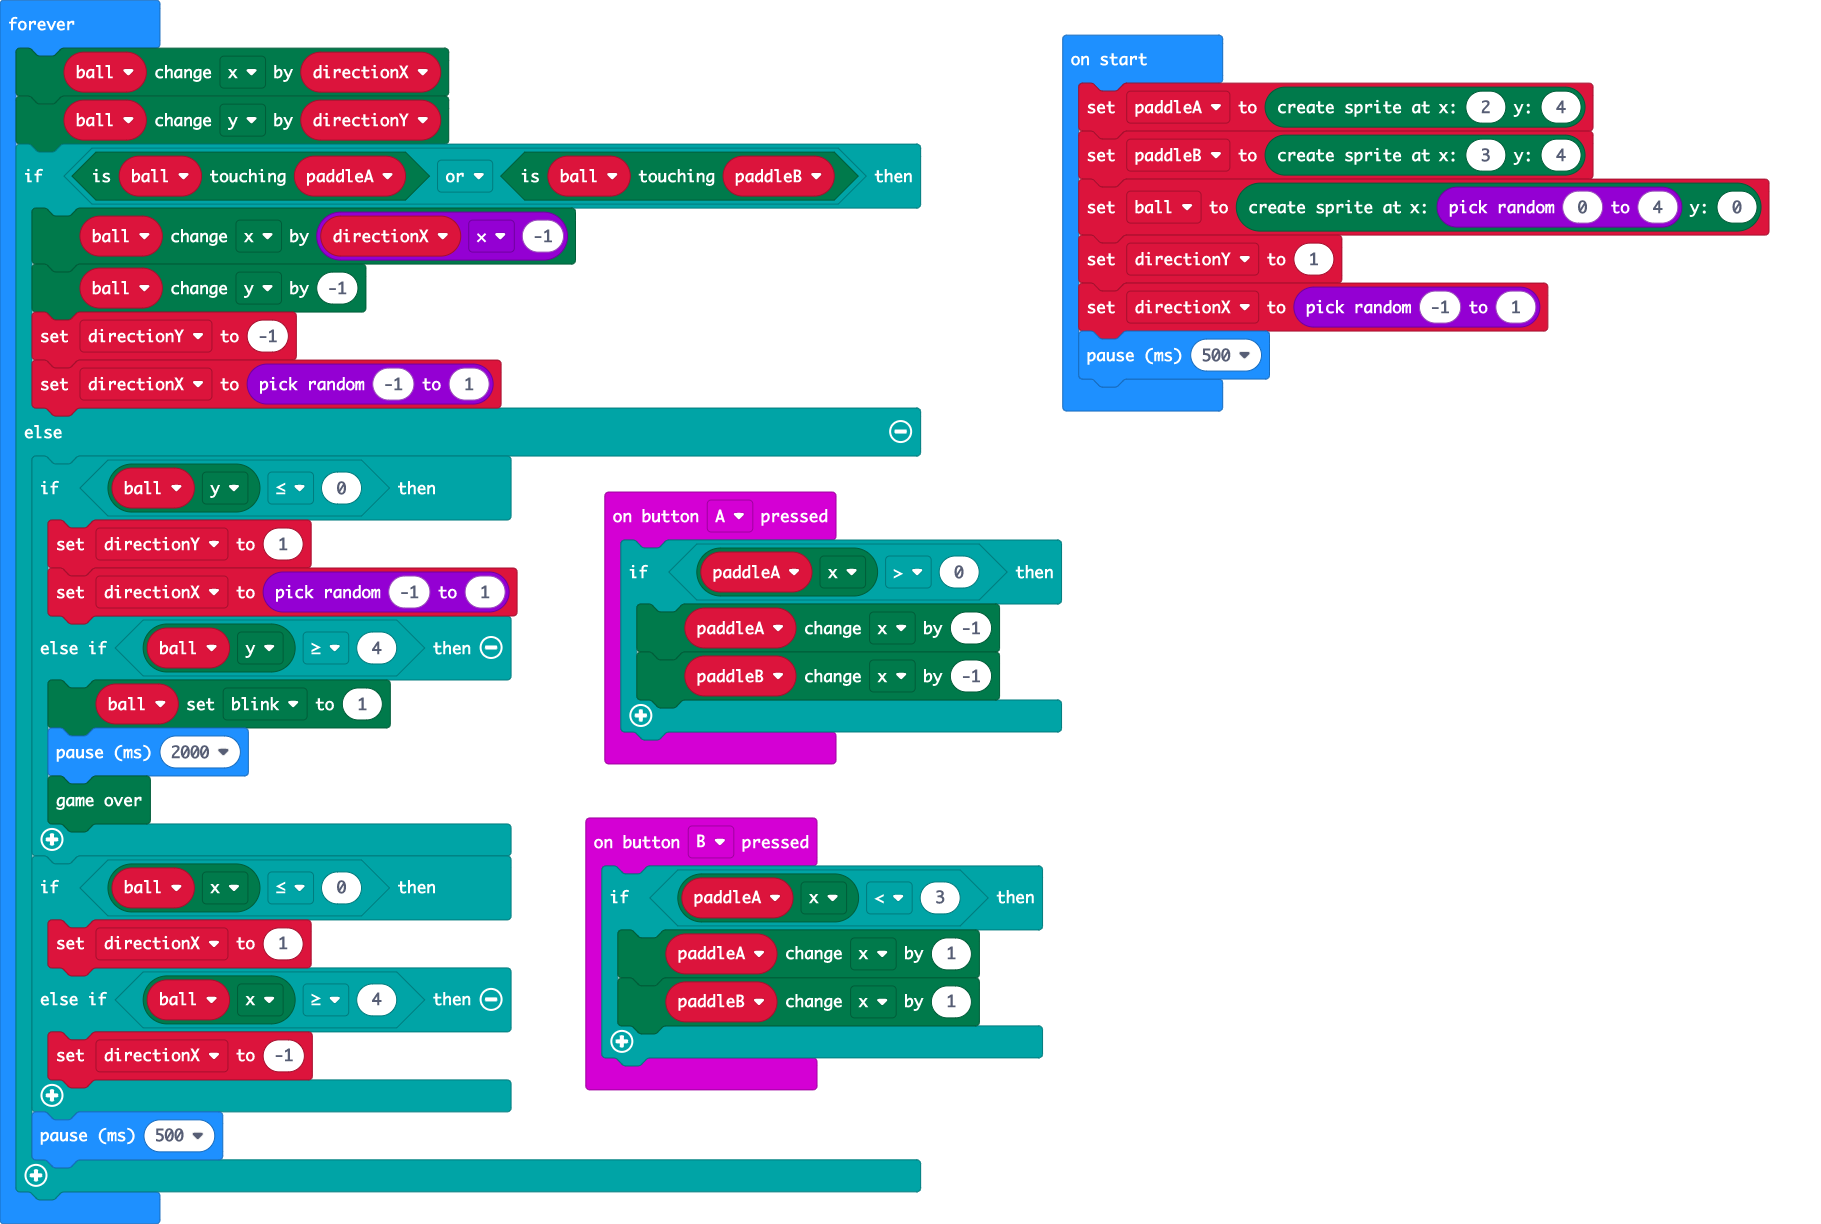 forever
ball change x by directionX
ball change y by directionY
if is ball touching paddleA or is ball touching paddleB then
ball change x by directionX x -1
ball change y by -1
set directionY to -1
set directionX to pick random -1 to 1
else
if ball y ≤ 0 then
set directionY to 1
set directionX to pick random -1 to 1
else if ball y ≥ 4 then
ball set blink to 1
pause (ms) 2000
game over
if ball x ≤ 0 then
set directionX to 1
else if ball x ≥ 4 then
set directionX to -1
pause (ms) 500
on start
set paddleA to create sprite at x: 2 y: 4
set paddleB to create sprite at x: 3 y: 4
set ball to create sprite at x: pick random 0 to 4 y: 0
set directionY to 1
set directionX to pick random -1 to 1
pause (ms) 500
on button A pressed
if paddleA x > 0 then
paddleA change x by -1
paddleB change x by -1
on button B pressed
if paddleA x < 3 then
paddleA change x by 1
paddleB change x by 1